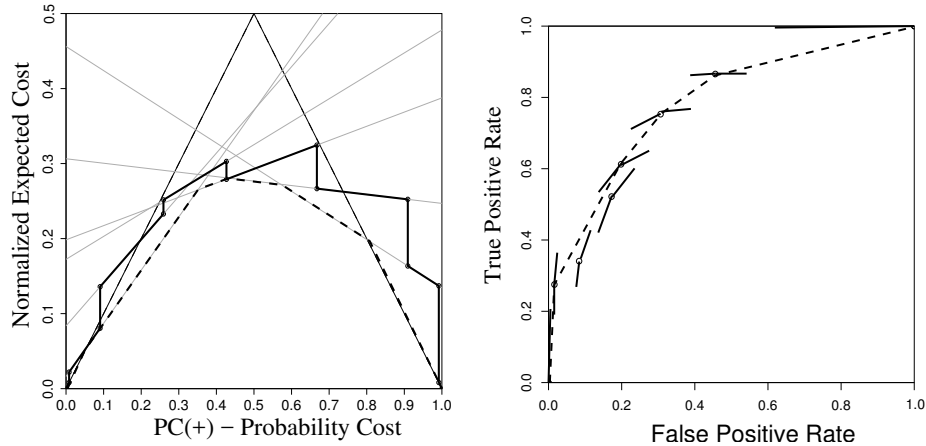 Normalized Expected Cost
0.0 0.1 0.2 0.3 0.4 0.5
0.0 0.1 0.2 0.3 0.4 0.5 0.6 0.7 0.8 0.9 1.0
PC(+) − Probability Cost
True Positive Rate
0.0 0.2 0.4 0.6 0.8 1.0
0.0 0.2 0.4 0.6 0.8 1.0
False Positive Rate